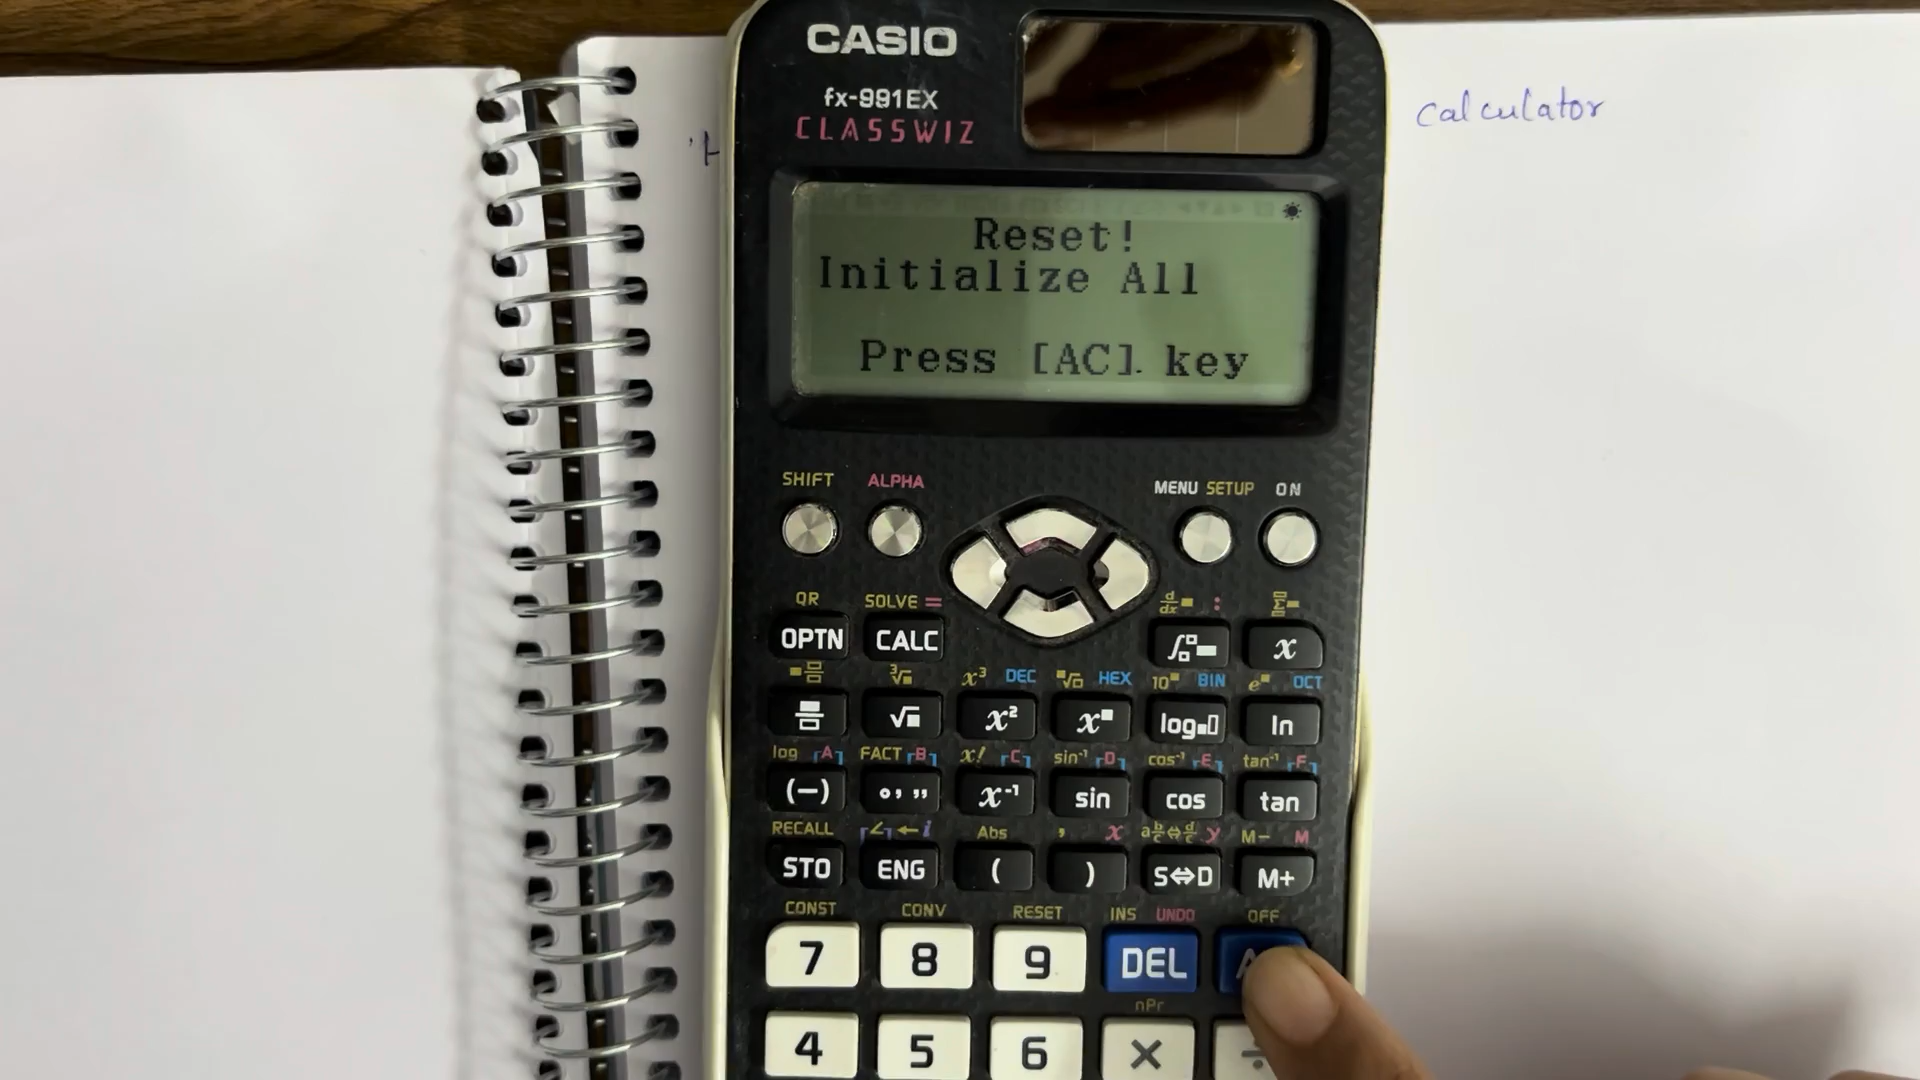 CASIO
fx-991EX
CLASSWIZ
calculator
Reset!
Initialize All
Press [AC] key
SHIFT ALPHA MENU SETUP ON
QR SOLVE = d/dx■ : Σ■
OPTN CALC ∫ x
³√■ x³ DEC ■√□ HEX 10■ BIN e■ OCT
√■ x² x■ log■□ ln
log A FACT B x! C sin⁻¹ D cos⁻¹ E tan⁻¹ F
(−) ° ’ ” x⁻¹ sin cos tan
RECALL ∠ ← i Abs , x a b/c ⇔ d/c y M− M
STO ENG ( ) S⇔D M+
CONST CONV RESET INS UNDO OFF
7 8 9 DEL
nPr
4 5 6 × ÷